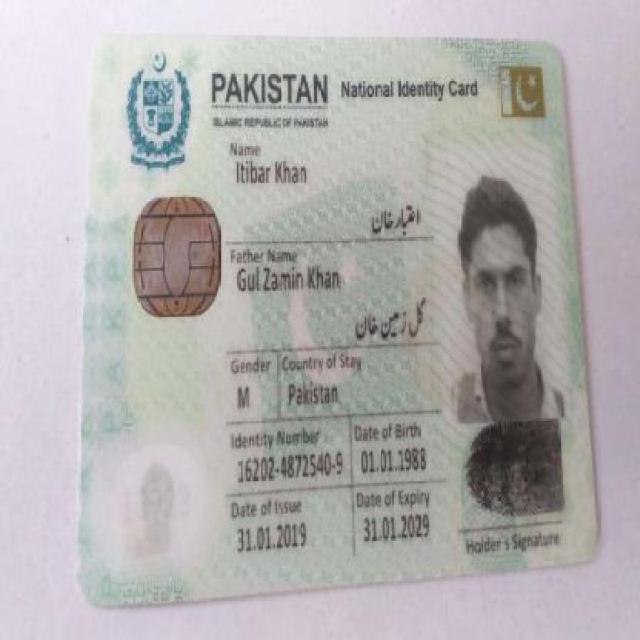 PAKISTAN National Identity Card
ISLAMIC REPUBLIC OF PAKISTAN
Name
Itibar Khan
اعتبار خان
Father Name
Gul Zamin Khan
گل زمین خان
Gender Country of Stay
M Pakistan
Identity Number Date of Birth
16202-4872540-9 01.01.1988
Date of Issue Date of Expiry
31.01.2019 31.01.2029
Holder's Signature